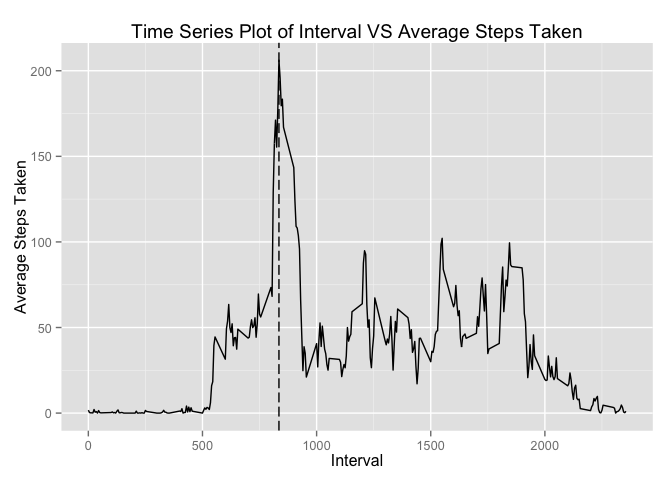 Time Series Plot of Interval VS Average Steps Taken
200
150
100
50
0
Average Steps Taken
0 500 1000 1500 2000
Interval